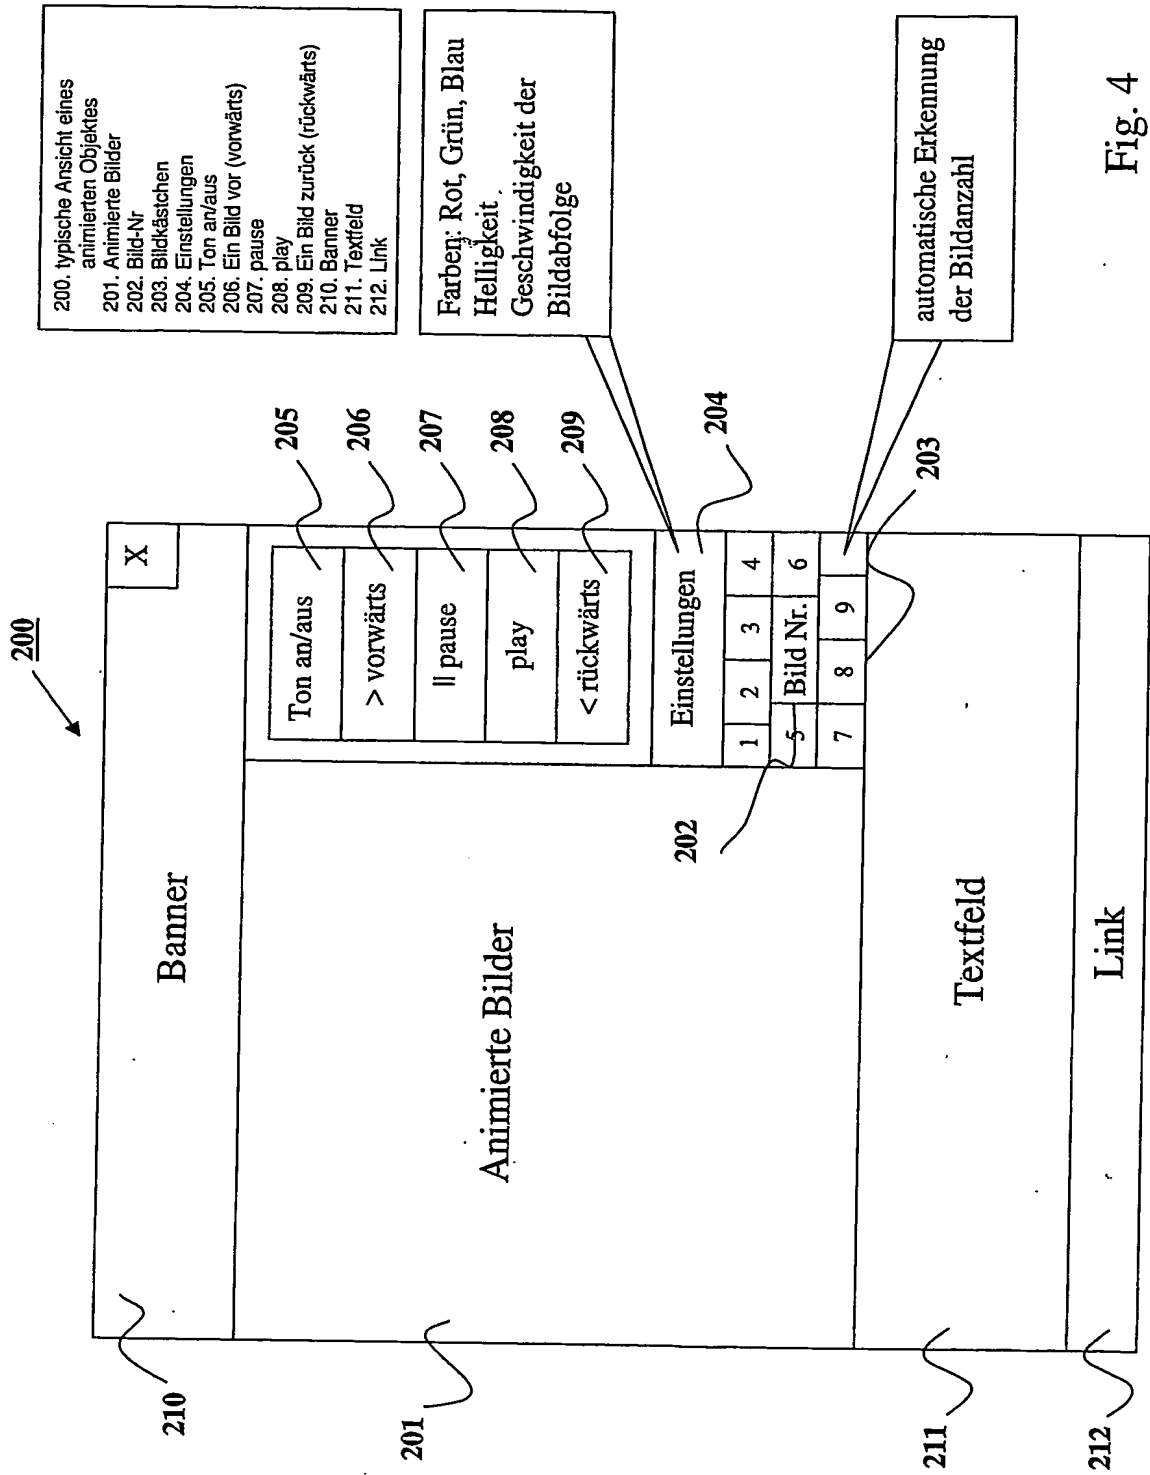 200
Banner
X
210
Animierte Bilder
201
Ton an/aus
205
> vorwärts
206
|| pause
207
play
208
< rückwärts
209
Einstellungen
204
1 2 3 4
5 Bild Nr. 6
7 8 9
202
203
Textfeld
211
Link
212
200. typische Ansicht eines
animierten Objektes
201. Animierte Bilder
202. Bild-Nr
203. Bildkästchen
204. Einstellungen
205. Ton an/aus
206. Ein Bild vor (vorwärts)
207. pause
208. play
209. Ein Bild zurück (rückwärts)
210. Banner
211. Textfeld
212. Link
Farben: Rot, Grün, Blau
Helligkeit
Geschwindigkeit der
Bildabfolge
automatische Erkennung
der Bildanzahl
Fig. 4